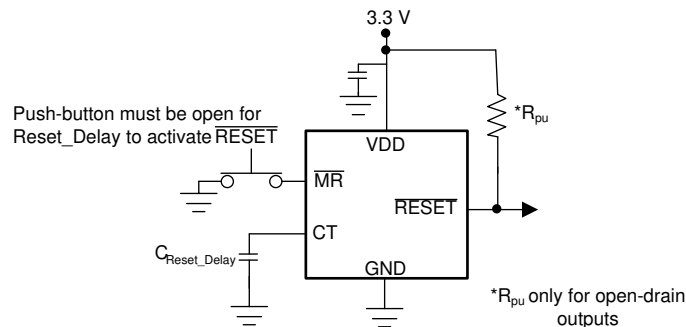 3.3 V
*Rpu
Push-button must be open for
Reset_Delay to activate RESET
VDD
MR
RESET
CT
CReset_Delay
GND
*Rpu only for open-drain
outputs